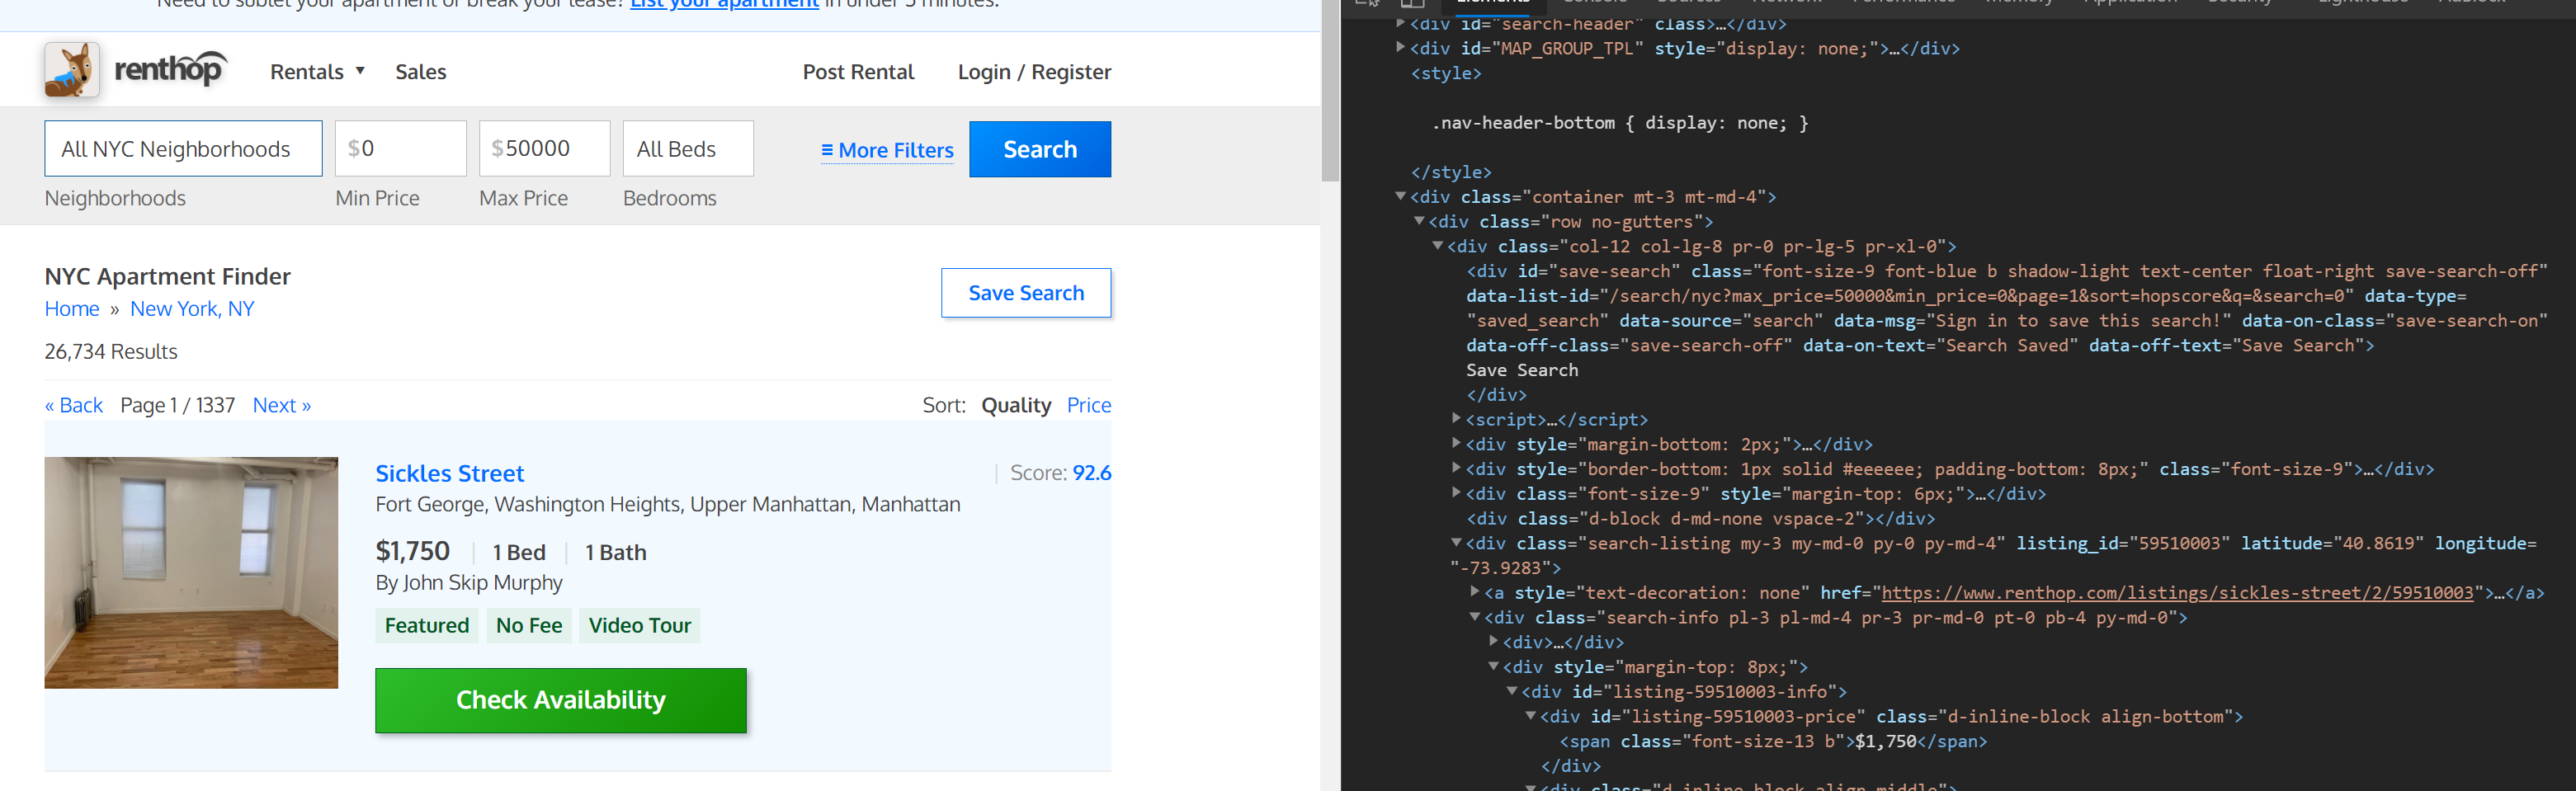 Need to sublet your apartment or break your lease? List your apartment in under 5 minutes.
renthop
Rentals ▼ Sales
Post Rental Login / Register
All NYC Neighborhoods $0 $50000 All Beds ≡ More Filters Search
Neighborhoods Min Price Max Price Bedrooms
NYC Apartment Finder
Home » New York, NY
26,734 Results
Save Search
« Back Page 1 / 1337 Next »
Sort: Quality Price
Sickles Street
| Score: 92.6
Fort George, Washington Heights, Upper Manhattan, Manhattan
$1,750 | 1 Bed | 1 Bath
By John Skip Murphy
Featured No Fee Video Tour
Check Availability
Elements Console Sources Network Performance Memory Application Security Lighthouse AdBlock
<div id="search-header" class>…</div>
<div id="MAP_GROUP_TPL" style="display: none;">…</div>
<style>
.nav-header-bottom { display: none; }
</style>
<div class="container mt-3 mt-md-4">
<div class="row no-gutters">
<div class="col-12 col-lg-8 pr-0 pr-lg-5 pr-xl-0">
<div id="save-search" class="font-size-9 font-blue b shadow-light text-center float-right save-search-off"
data-list-id="/search/nyc?max_price=50000&min_price=0&page=1&sort=hopscore&q=&search=0" data-type=
"saved_search" data-source="search" data-msg="Sign in to save this search!" data-on-class="save-search-on"
data-off-class="save-search-off" data-on-text="Search Saved" data-off-text="Save Search">
Save Search
</div>
<script>…</script>
<div style="margin-bottom: 2px;">…</div>
<div style="border-bottom: 1px solid #eeeeee; padding-bottom: 8px;" class="font-size-9">…</div>
<div class="font-size-9" style="margin-top: 6px;">…</div>
<div class="d-block d-md-none vspace-2"></div>
<div class="search-listing my-3 my-md-0 py-0 py-md-4" listing_id="59510003" latitude="40.8619" longitude=
"-73.9283">
<a style="text-decoration: none" href="https://www.renthop.com/listings/sickles-street/2/59510003">…</a>
<div class="search-info pl-3 pl-md-4 pr-3 pr-md-0 pt-0 pb-4 py-md-0">
<div>…</div>
<div style="margin-top: 8px;">
<div id="listing-59510003-info">
<div id="listing-59510003-price" class="d-inline-block align-bottom">
<span class="font-size-13 b">$1,750</span>
</div>
<div class="d-inline-block align-middle">